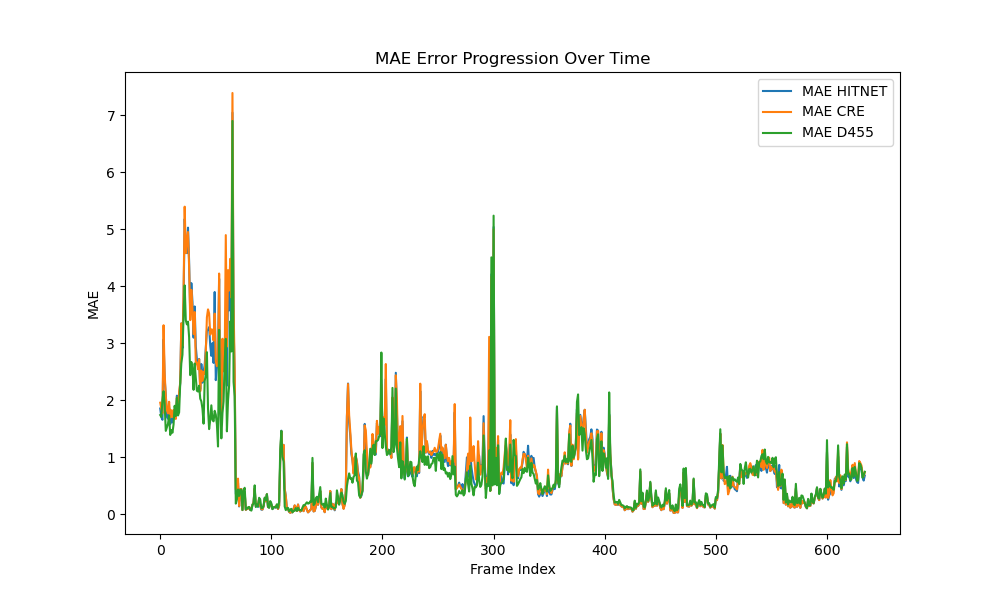 MAE Error Progression Over Time
MAE HITNET
MAE CRE
MAE D455
MAE
7
6
5
4
3
2
1
0
0 100 200 300 400 500 600
Frame Index